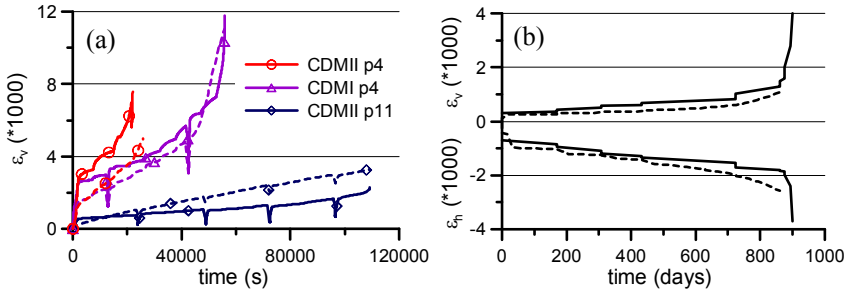 (a)
12
8
4
0
ε_v (*1000)
CDMII p4
CDMI p4
CDMII p11
0
40000
80000
120000
time (s)
(b)
4
2
0
-2
-4
ε_v (*1000)
ε_h (*1000)
0
200
400
600
800
1000
time (days)